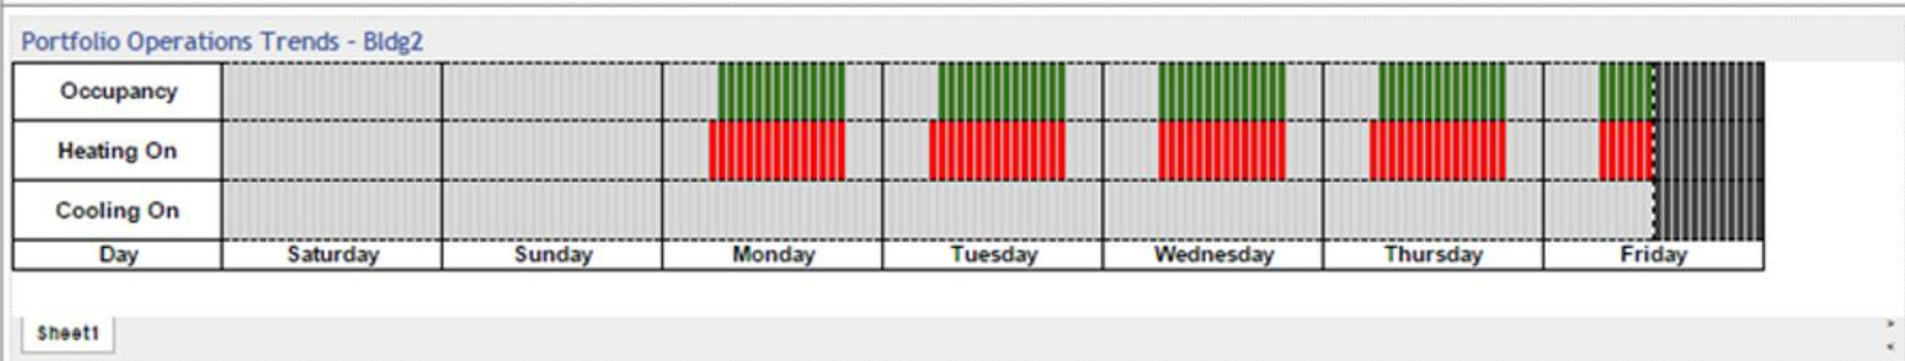 Portfolio Operations Trends - Bldg2
Occupancy
Heating On
Cooling On
Day Saturday Sunday Monday Tuesday Wednesday Thursday Friday
Sheet1